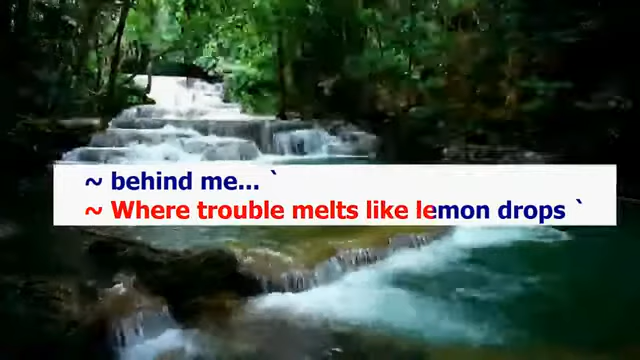 ~ behind me... `
~ Where trouble melts like lemon drops `